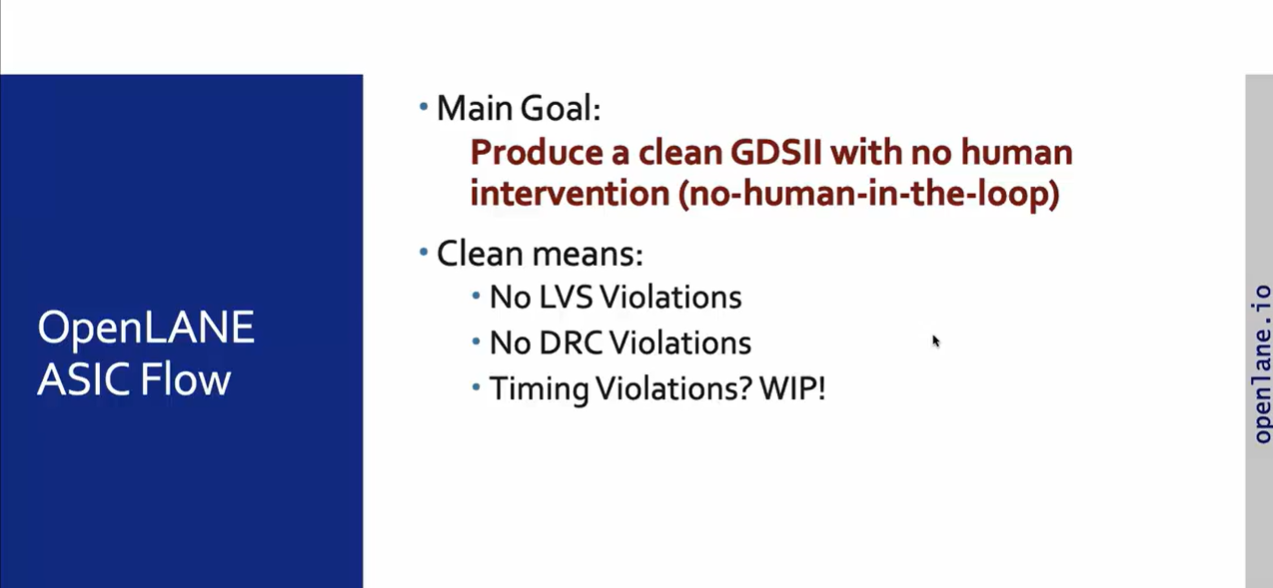 OpenLANE
ASIC Flow
• Main Goal:
Produce a clean GDSII with no human
intervention (no-human-in-the-loop)
• Clean means:
• No LVS Violations
• No DRC Violations
• Timing Violations? WIP!
openlane.io